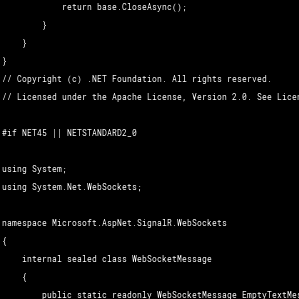 return base.CloseAsync();
}
}
}
// Copyright (c) .NET Foundation. All rights reserved.
// Licensed under the Apache License, Version 2.0. See
#if NET45 || NETSTANDARD2_0
using System;
using System.Net.WebSockets;
namespace Microsoft.AspNet.SignalR.WebSockets
{
internal sealed class WebSocketMessage
{
public static readonly WebSocketMessage